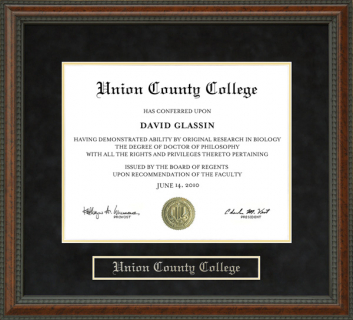 Union County College
HAS CONFERRED UPON
DAVID GLASSIN
HAVING DEMONSTRATED ABILITY BY ORIGINAL RESEARCH IN BIOLOGY
THE DEGREE OF DOCTOR OF PHILOSOPHY
WITH ALL THE RIGHTS AND PRIVILEGES THERETO PERTAINING
ISSUED BY THE BOARD OF REGENTS
UPON RECOMMENDATION OF THE FACULTY
JUNE 14, 2010
PROVOST
PRESIDENT
Union County College